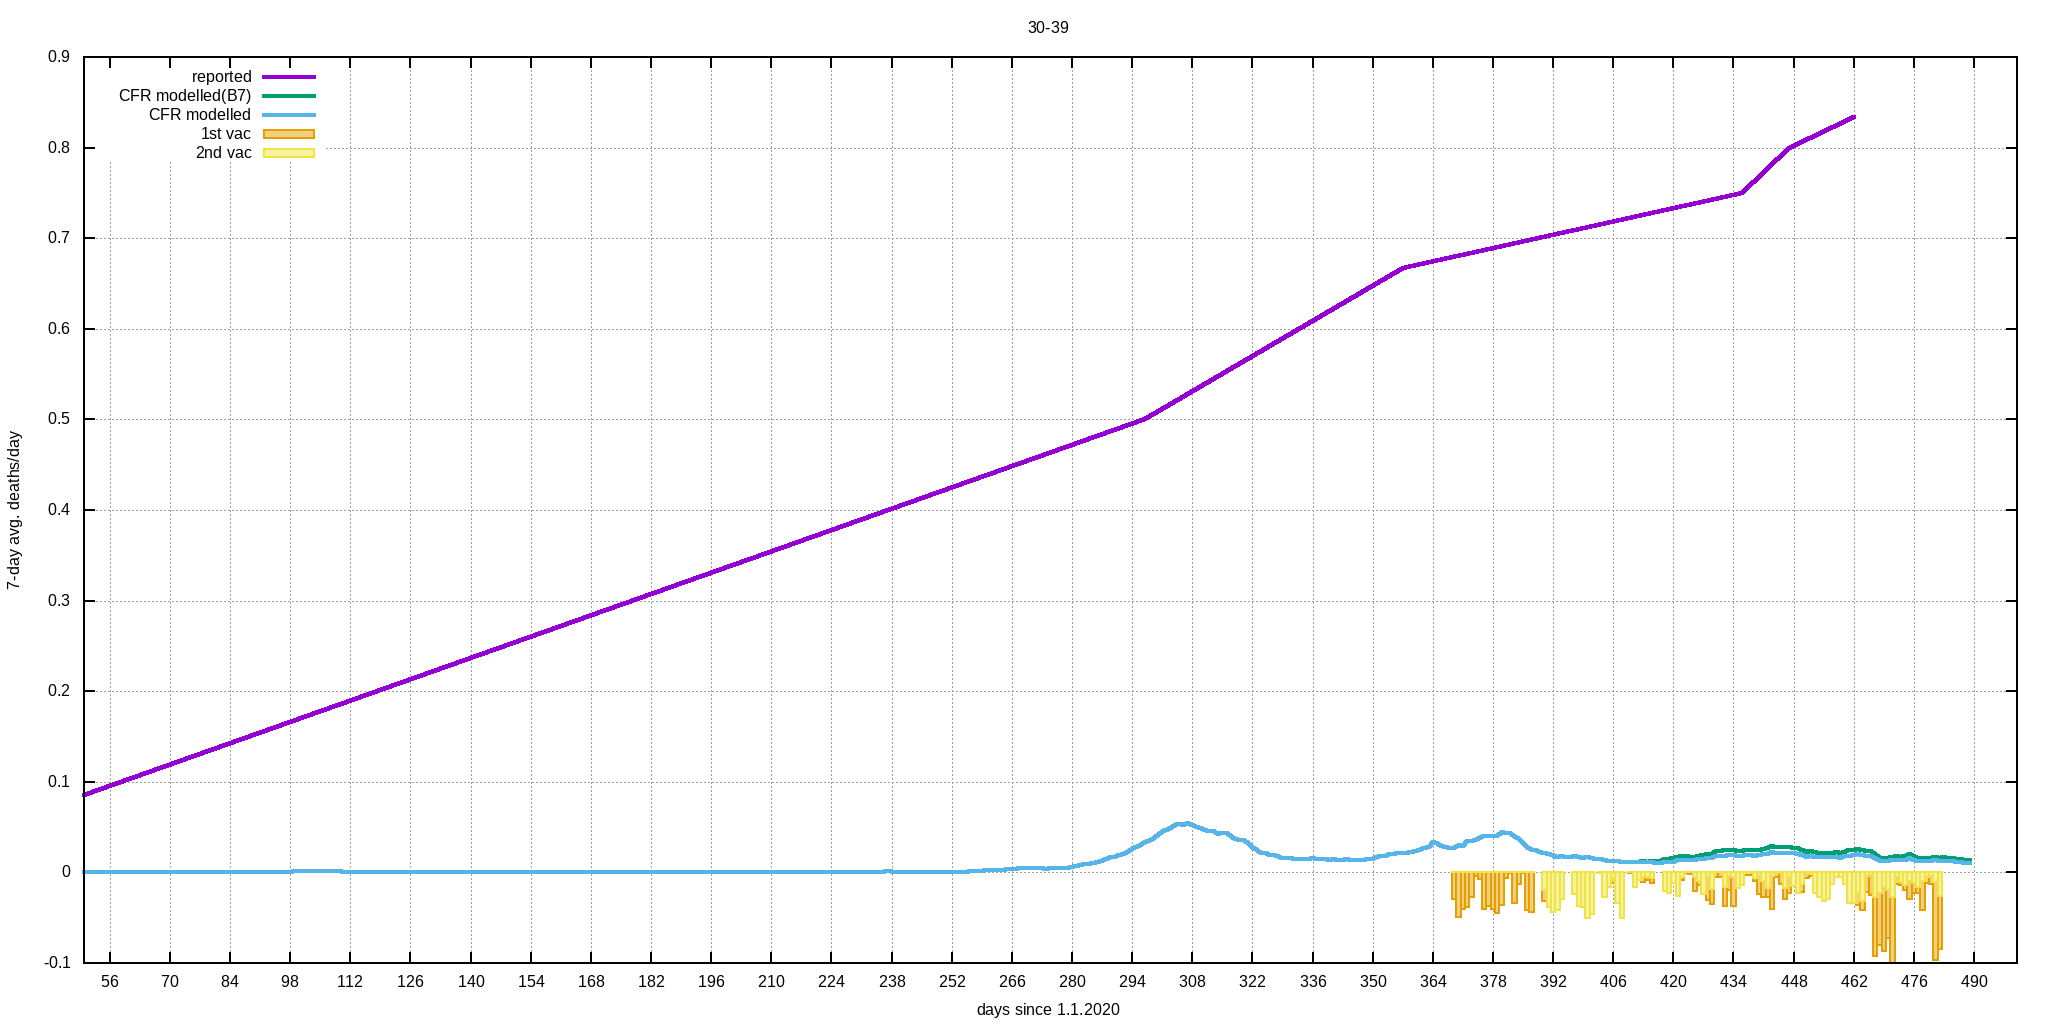 30-39
0.9
0.8
0.7
0.6
0.5
0.4
0.3
0.2
0.1
0
-0.1
7-day avg. deaths/day
reported
CFR modelled(B7)
CFR modelled
1st vac
2nd vac
56 70 84 98 112 126 140 154 168 182 196 210 224 238 252 266 280 294 308 322 336 350 364 378 392 406 420 434 448 462 476 490
days since 1.1.2020